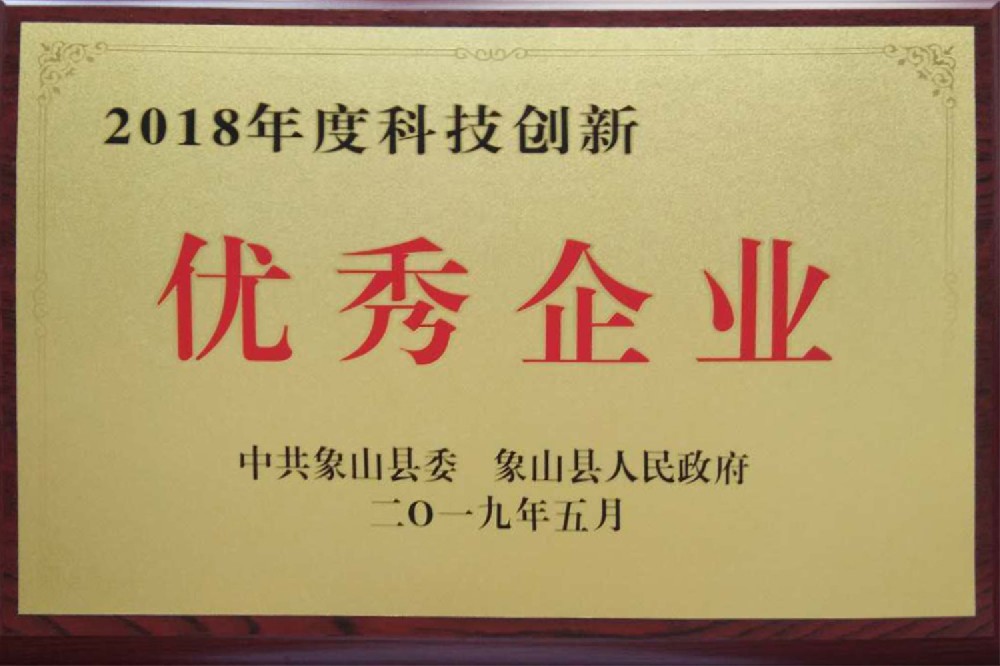 2018年度科技创新
优秀企业
中共象山县委 象山县人民政府
二〇一九年五月